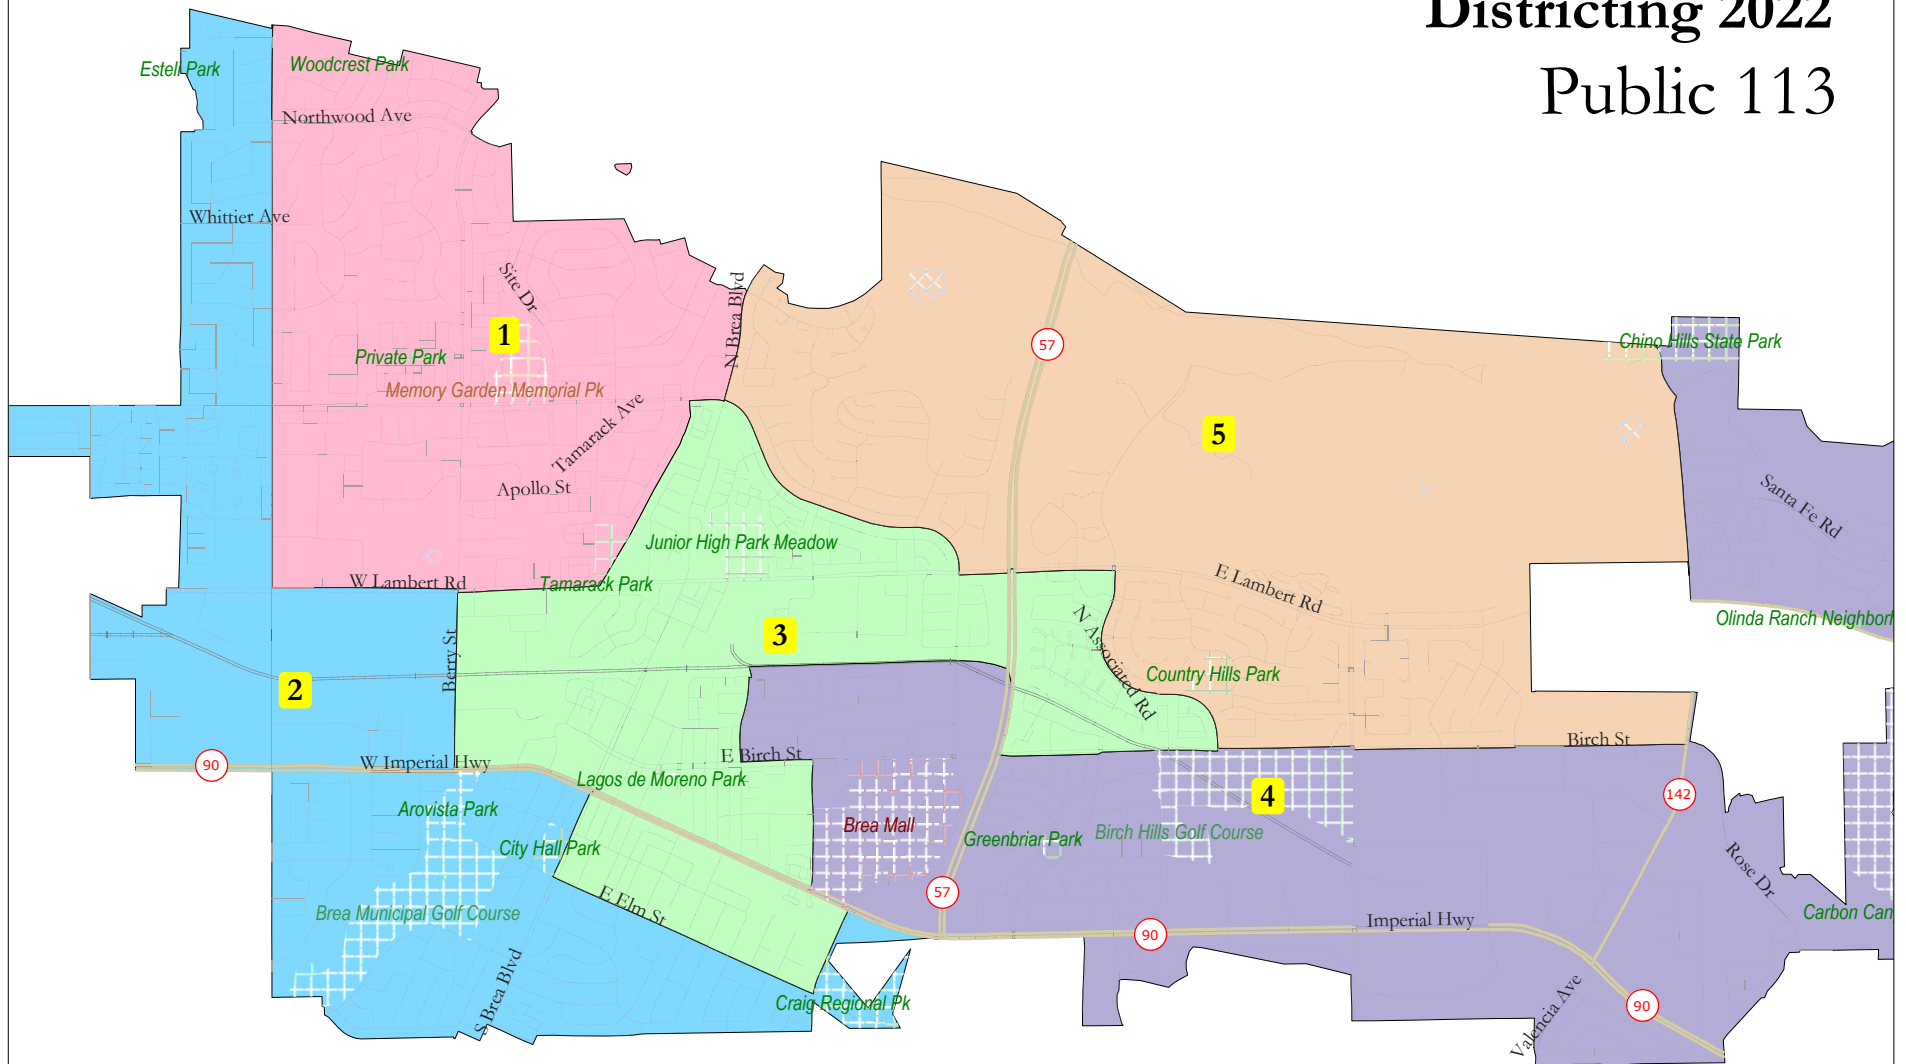 Districting 2022
Public 113
Estell Park
Woodcrest Park
Northwood Ave
Whittier Ave
Site Dr
N Brea Blvd
1
Private Park
Memory Garden Memorial Pk
57
Chino Hills State Park
Tamarack Ave
5
Apollo St
Santa Fe Rd
Junior High Park Meadow
W Lambert Rd
Tamarack Park
E Lambert Rd
Olinda Ranch Neighborh
3
N Associated Rd
Berry St
Country Hills Park
2
90
W Imperial Hwy
E Birch St
Birch St
Lagos de Moreno Park
4
142
Arovista Park
Brea Mall
City Hall Park
Greenbriar Park
Birch Hills Golf Course
Rose Dr
57
E Elm St
Brea Municipal Golf Course
Carbon Can
90
Imperial Hwy
S Brea Blvd
Craig Regional Pk
Valencia Ave
90